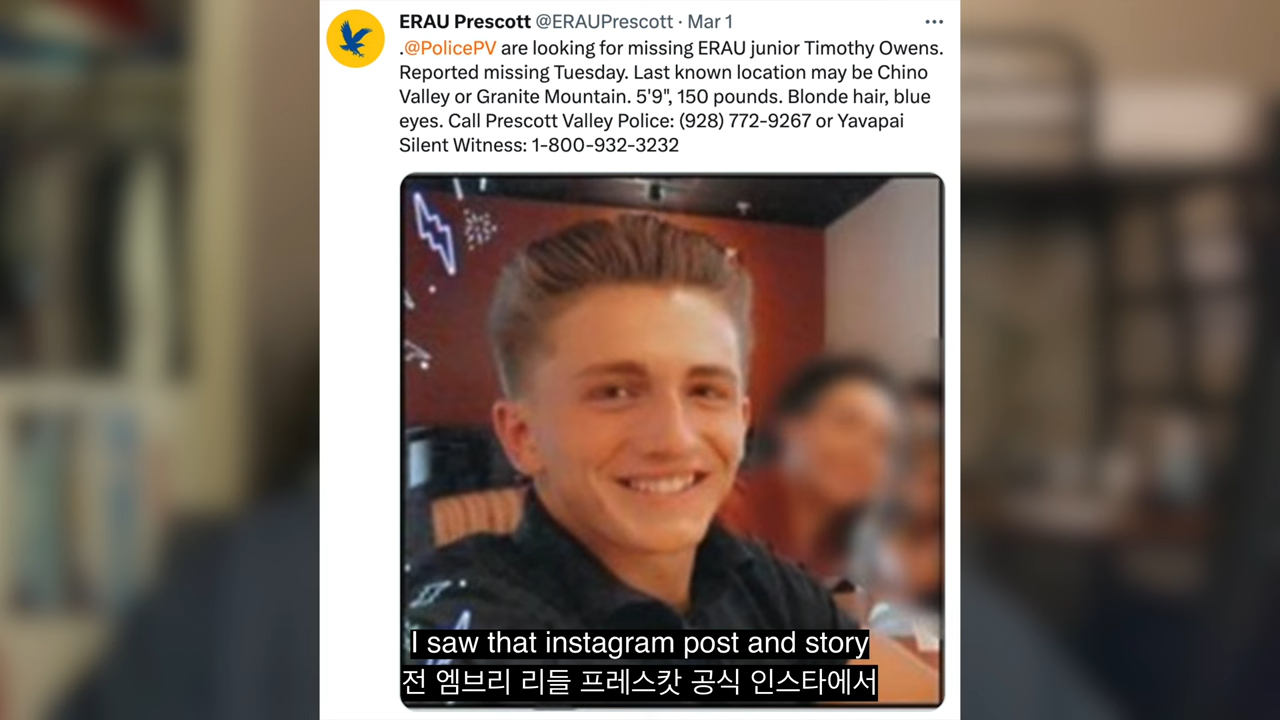 ERAU Prescott @ERAUPrescott · Mar 1
.@PolicePV are looking for missing ERAU junior Timothy Owens.
Reported missing Tuesday. Last known location may be Chino
Valley or Granite Mountain. 5'9", 150 pounds. Blonde hair, blue
eyes. Call Prescott Valley Police: (928) 772-9267 or Yavapai
Silent Witness: 1-800-932-3232
I saw that instagram post and story
전 엠브리 리들 프레스캇 공식 인스타에서